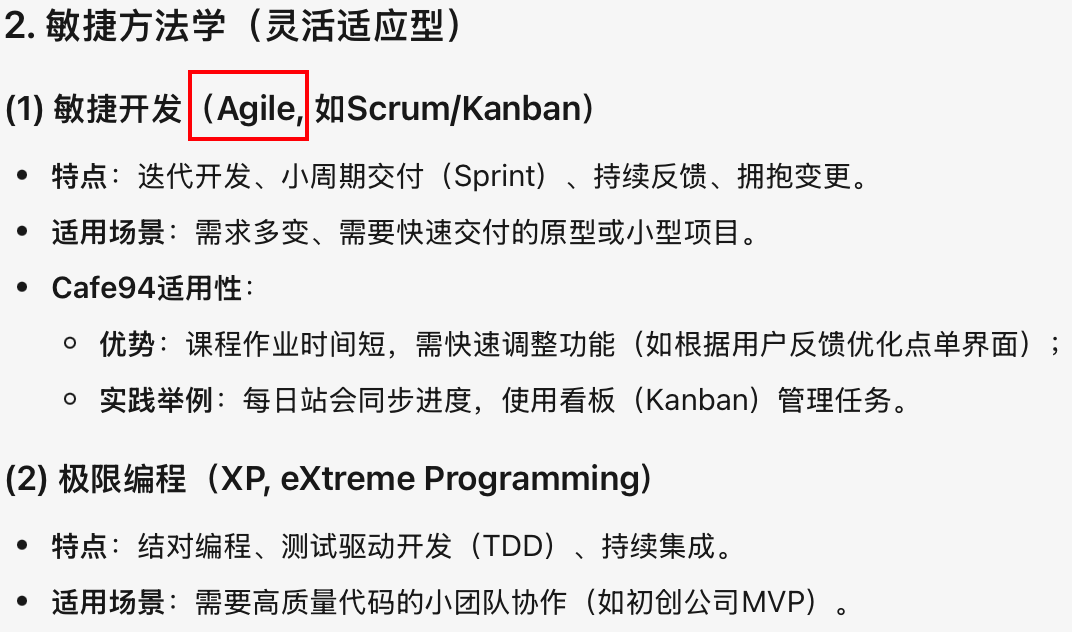 2. 敏捷方法学（灵活适应型）
(1) 敏捷开发（Agile, 如Scrum/Kanban）
• 特点：迭代开发、小周期交付（Sprint）、持续反馈、拥抱变更。
• 适用场景：需求多变、需要快速交付的原型或小型项目。
• Cafe94适用性：
○ 优势：课程作业时间短，需快速调整功能（如根据用户反馈优化点单界面）；
○ 实践举例：每日站会同步进度，使用看板（Kanban）管理任务。
(2) 极限编程（XP, eXtreme Programming）
• 特点：结对编程、测试驱动开发（TDD）、持续集成。
• 适用场景：需要高质量代码的小团队协作（如初创公司MVP）。